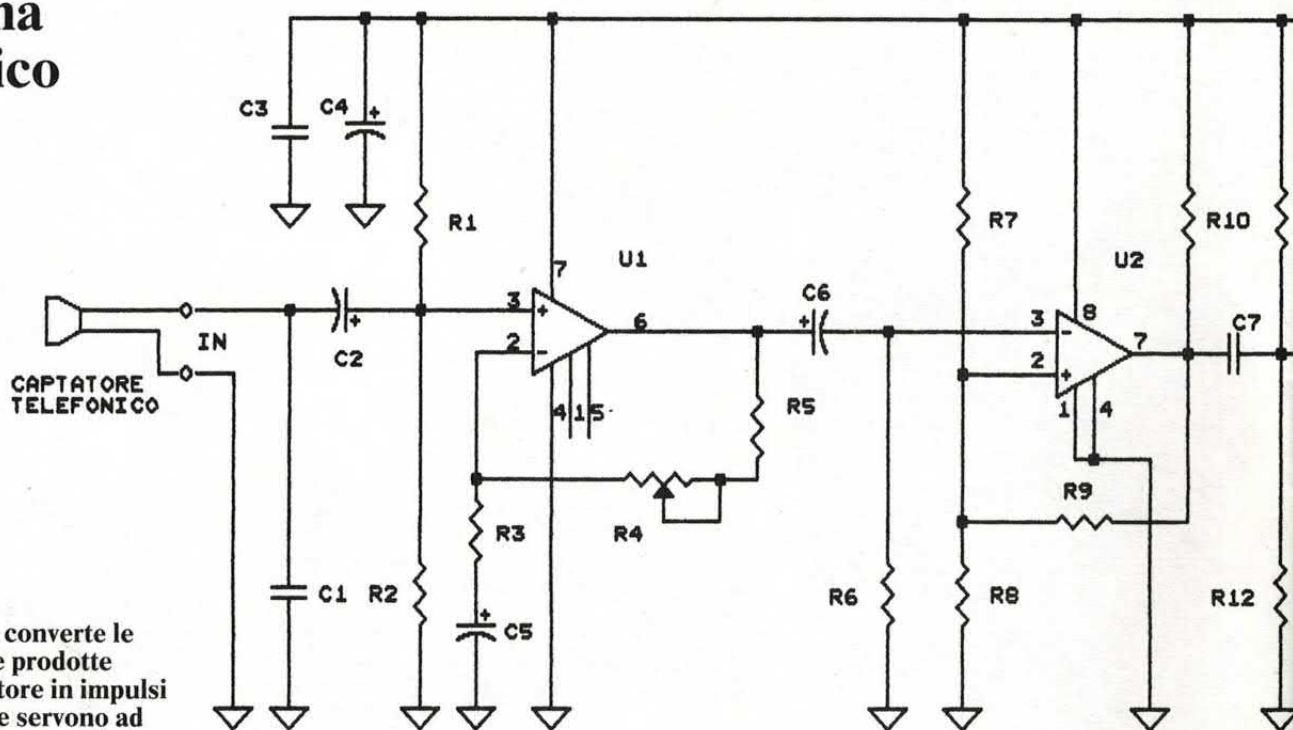 na
ico
C3
C4
+
R1
7
U1
3
+
2
-
6
4
1
5
C2
+
IN
CAPTATORE
TELEFONICO
C6
+
R7
R10
U2
8
3
-
2
+
7
1
4
C7
R5
R3
R4
R9
C1
R2
+
C5
R6
R8
R12
converte le
e prodotte
tore in impulsi
e servono ad